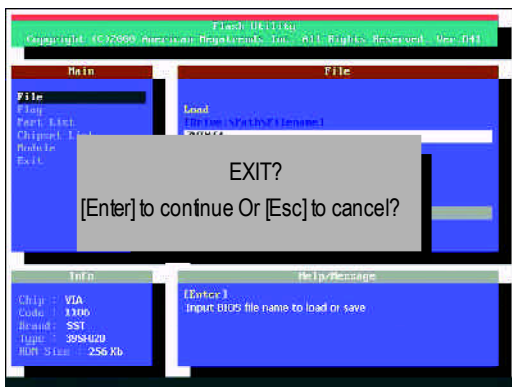 Flash Utility
Copyright (C)2000 American Megatrends Inc. All Rights Reserved. Ver
Main
File
File
Flag
Part List
Chipset
Module
Exit
Load
[Drive:\Path\Filename]
EXIT?
[Enter] to continue Or [Esc] to cancel?
Info
Chip : VIA
Code : 1106
Brand: SST
Type : 39SF020
ROM Size : 256 Kb
Help/Message
[Enter]
Input BIOS file name to load or save